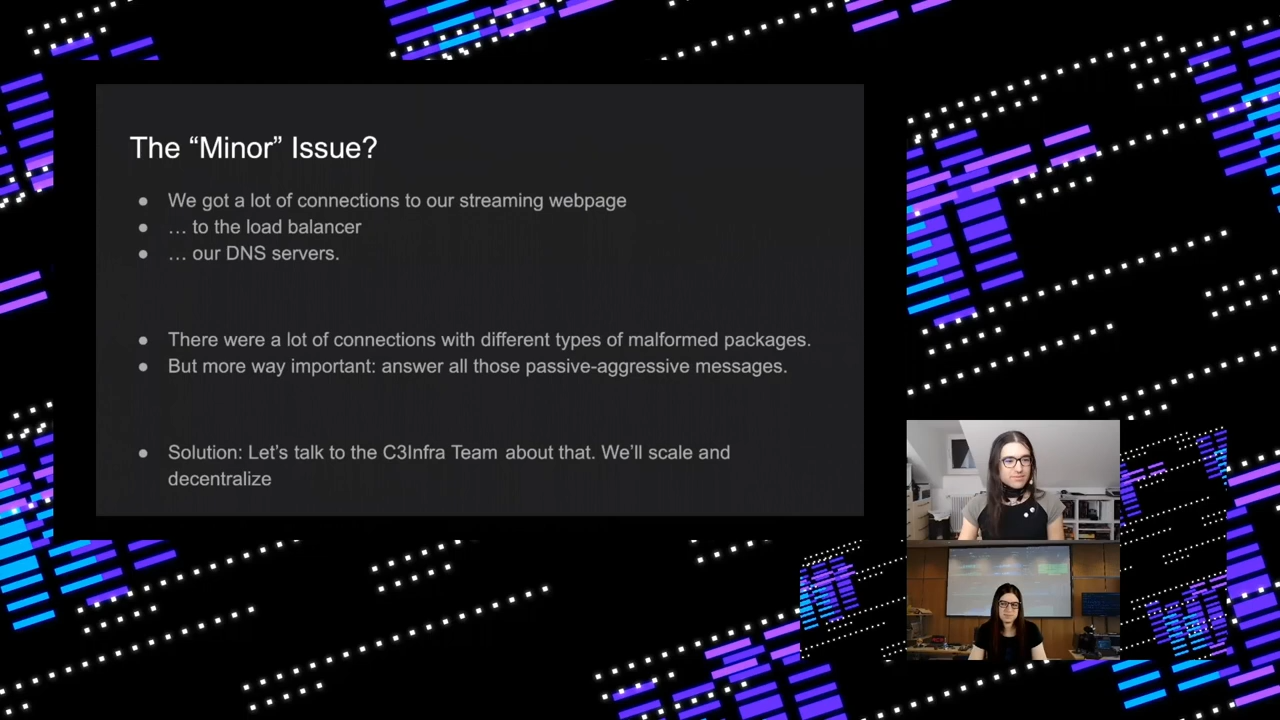 The “Minor” Issue?
● We got a lot of connections to our streaming webpage
● … to the load balancer
● … our DNS servers.
● There were a lot of connections with different types of malformed packages.
● But more way important: answer all those passive-aggressive messages.
● Solution: Let’s talk to the C3Infra Team about that. We’ll scale and
decentralize